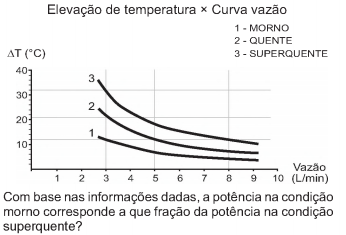 Elevação de temperatura × Curva vazão
1 - MORNO
2 - QUENTE
3 - SUPERQUENTE
ΔT (°C)
40
30
20
10
3
2
1
1 2 3 4 5 6 7 8 9 10
Vazão
(L/min)
Com base nas informações dadas, a potência na condição
morno corresponde a que fração da potência na condição
superquente?